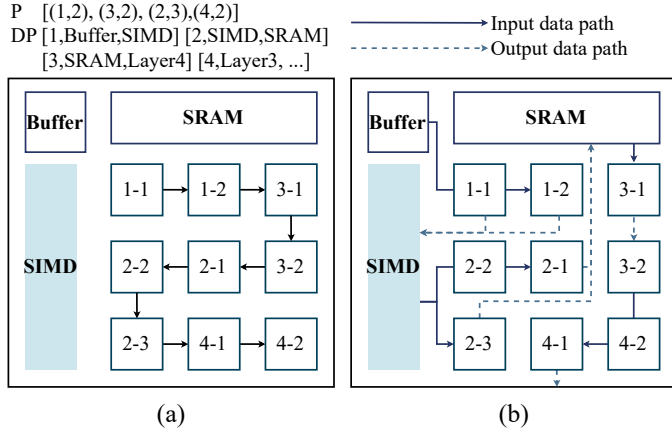 P [(1,2), (3,2), (2,3),(4,2)]
DP [1,Buffer,SIMD] [2,SIMD,SRAM]
[3,SRAM,Layer4] [4,Layer3, ...]
Input data path
Output data path
Buffer
SRAM
SIMD
1-1
1-2
3-1
2-2
2-1
3-2
2-3
4-1
4-2
(a)
Buffer
SRAM
SIMD
1-1
1-2
3-1
2-2
2-1
3-2
2-3
4-1
4-2
(b)